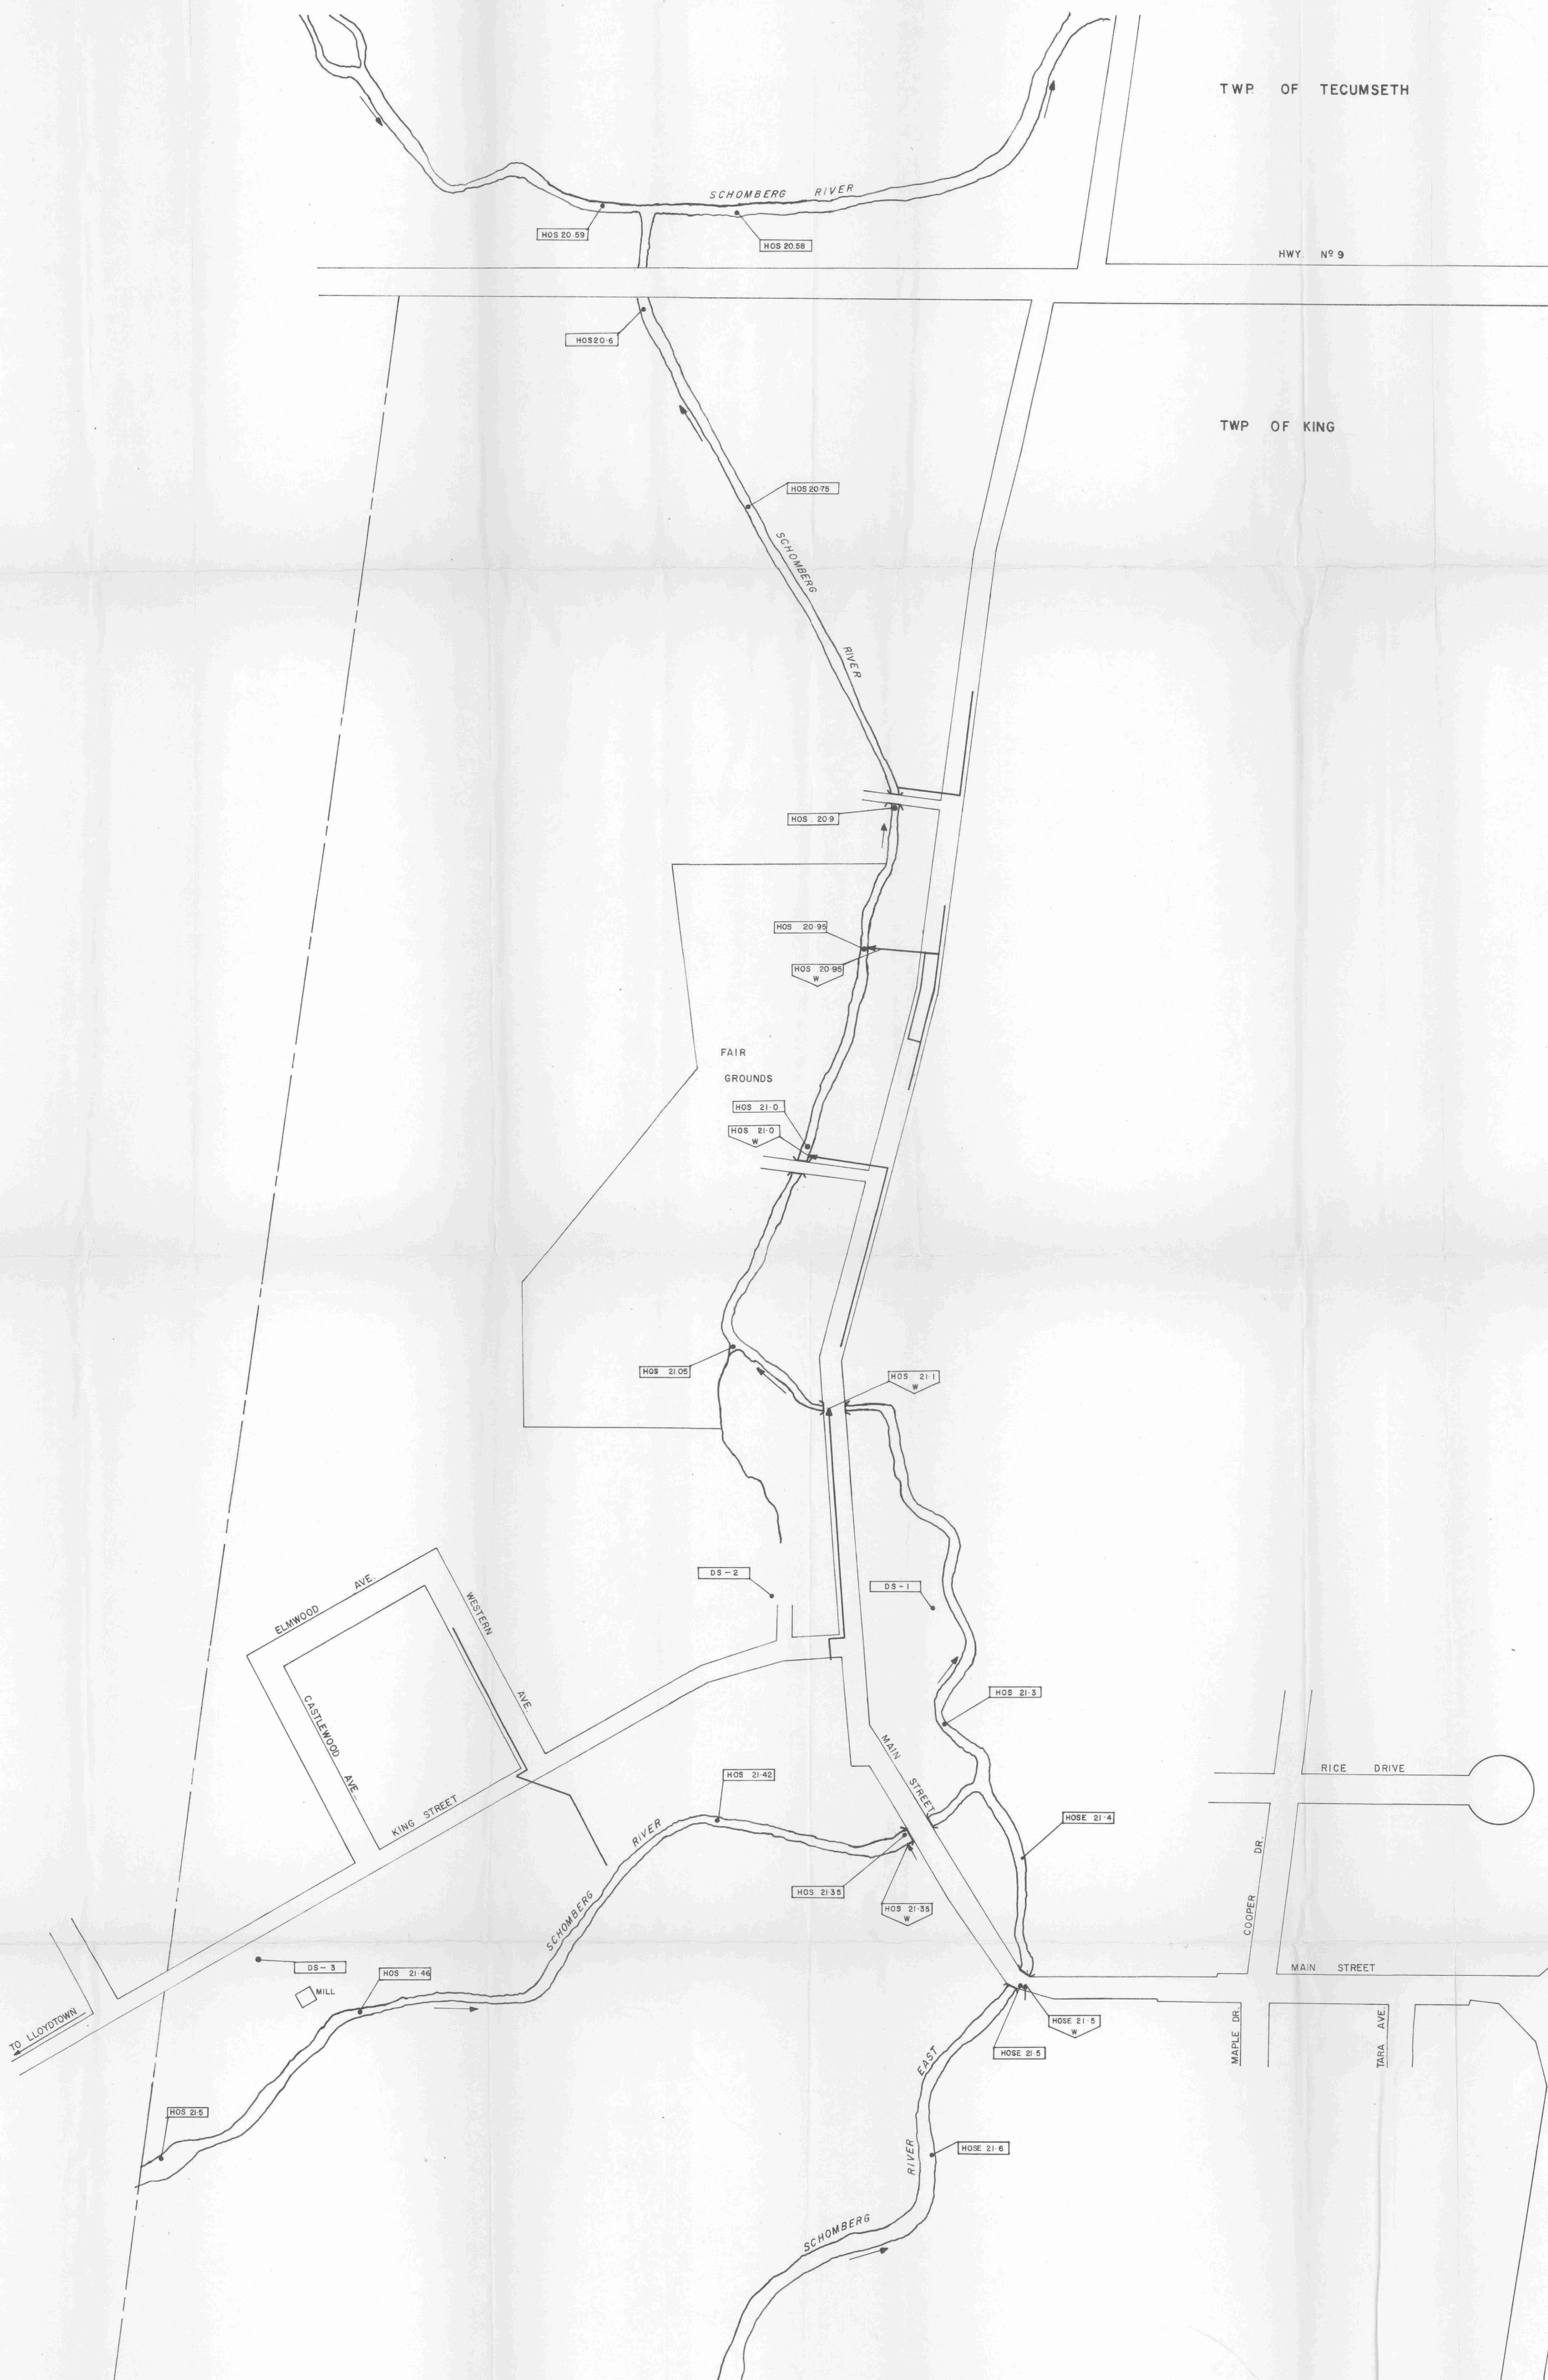 TWP. OF TECUMSETH
SCHOMBERG RIVER
HOS 20.59
HOS 20.58
HWY. Nº 9
HOS 20·6
TWP OF KING
HOS 20·75
SCHOMBERG RIVER
HOS . 20·9
HOS 20·95
HOS 20·95
W
FAIR
GROUNDS
HOS 21·0
HOS 21·0
W
HOS 21.05
HOS 21·1
W
DS-2
DS-1
ELMWOOD AVE.
WESTERN AVE.
CASTLEWOOD AVE.
KING STREET
HOS 21·3
MAIN STREET
HOS 21·42
RICE DRIVE
HOSE 21·4
COOPER DR.
SCHOMBERG RIVER
HOS 21·35
HOS 21·35
W
DS-3
HOS 21·46
MILL
MAIN STREET
TO LLOYDTOWN
HOSE 21·5
W
HOSE 21·5
MAPLE DR.
TARA AVE.
HOS 21·5
HOSE 21·6
SCHOMBERG RIVER EAST